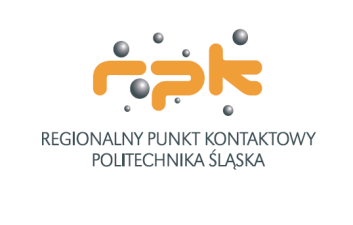 rpk
REGIONALNY PUNKT KONTAKTOWY
POLITECHNIKA ŚLĄSKA